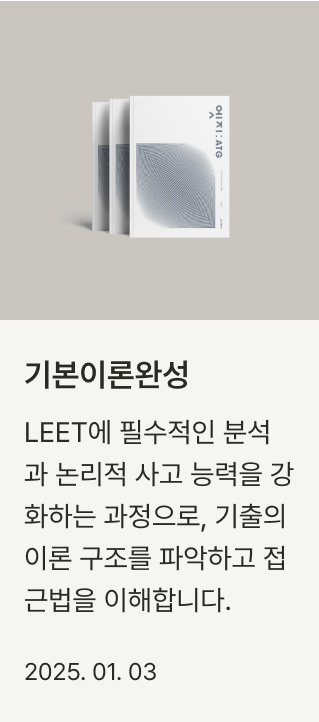 엣지: ATG
기본이론완성
LEET에 필수적인 분석
과 논리적 사고 능력을 강
화하는 과정으로, 기출의
이론 구조를 파악하고 접
근법을 이해합니다.
2025. 01. 03